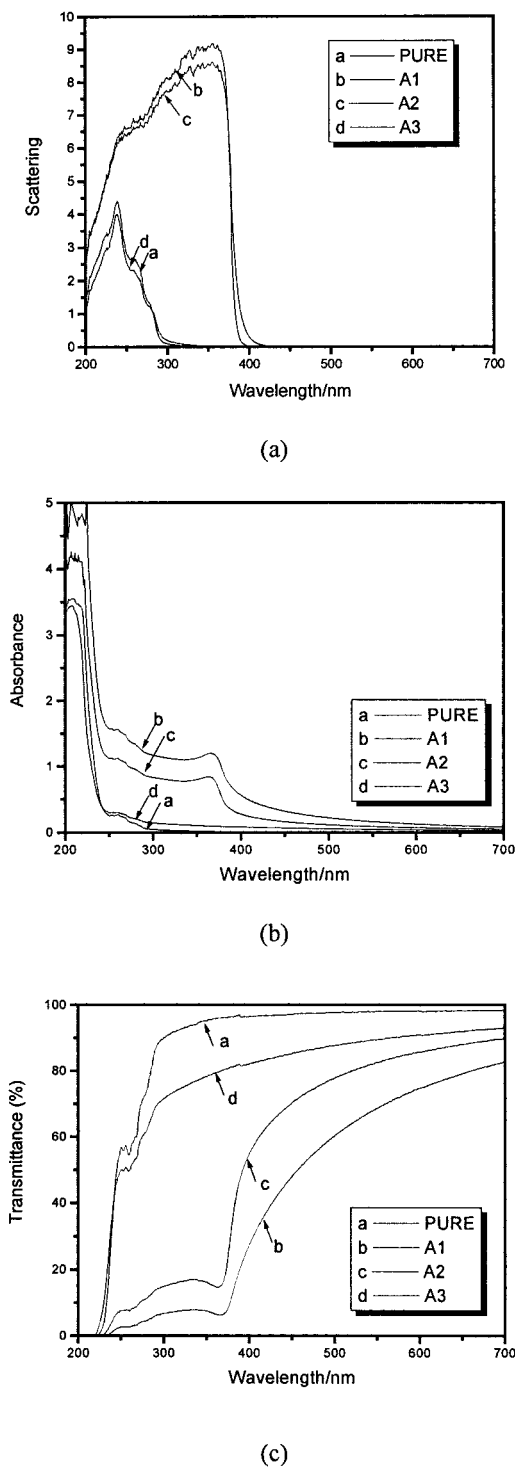 10
9
8
7
6
5
4
3
2
1
0
Scattering
200 300 400 500 600 700
Wavelength/nm
a PURE
b A1
c A2
d A3
b
c
d
a
(a)
5
4
3
2
1
0
Absorbance
200 300 400 500 600 700
Wavelength/nm
b
c
d
a
a PURE
b A1
c A2
d A3
(b)
100
80
60
40
20
0
Transmittance (%)
200 300 400 500 600 700
Wavelength/nm
a
d
c
b
a PURE
b A1
c A2
d A3
(c)